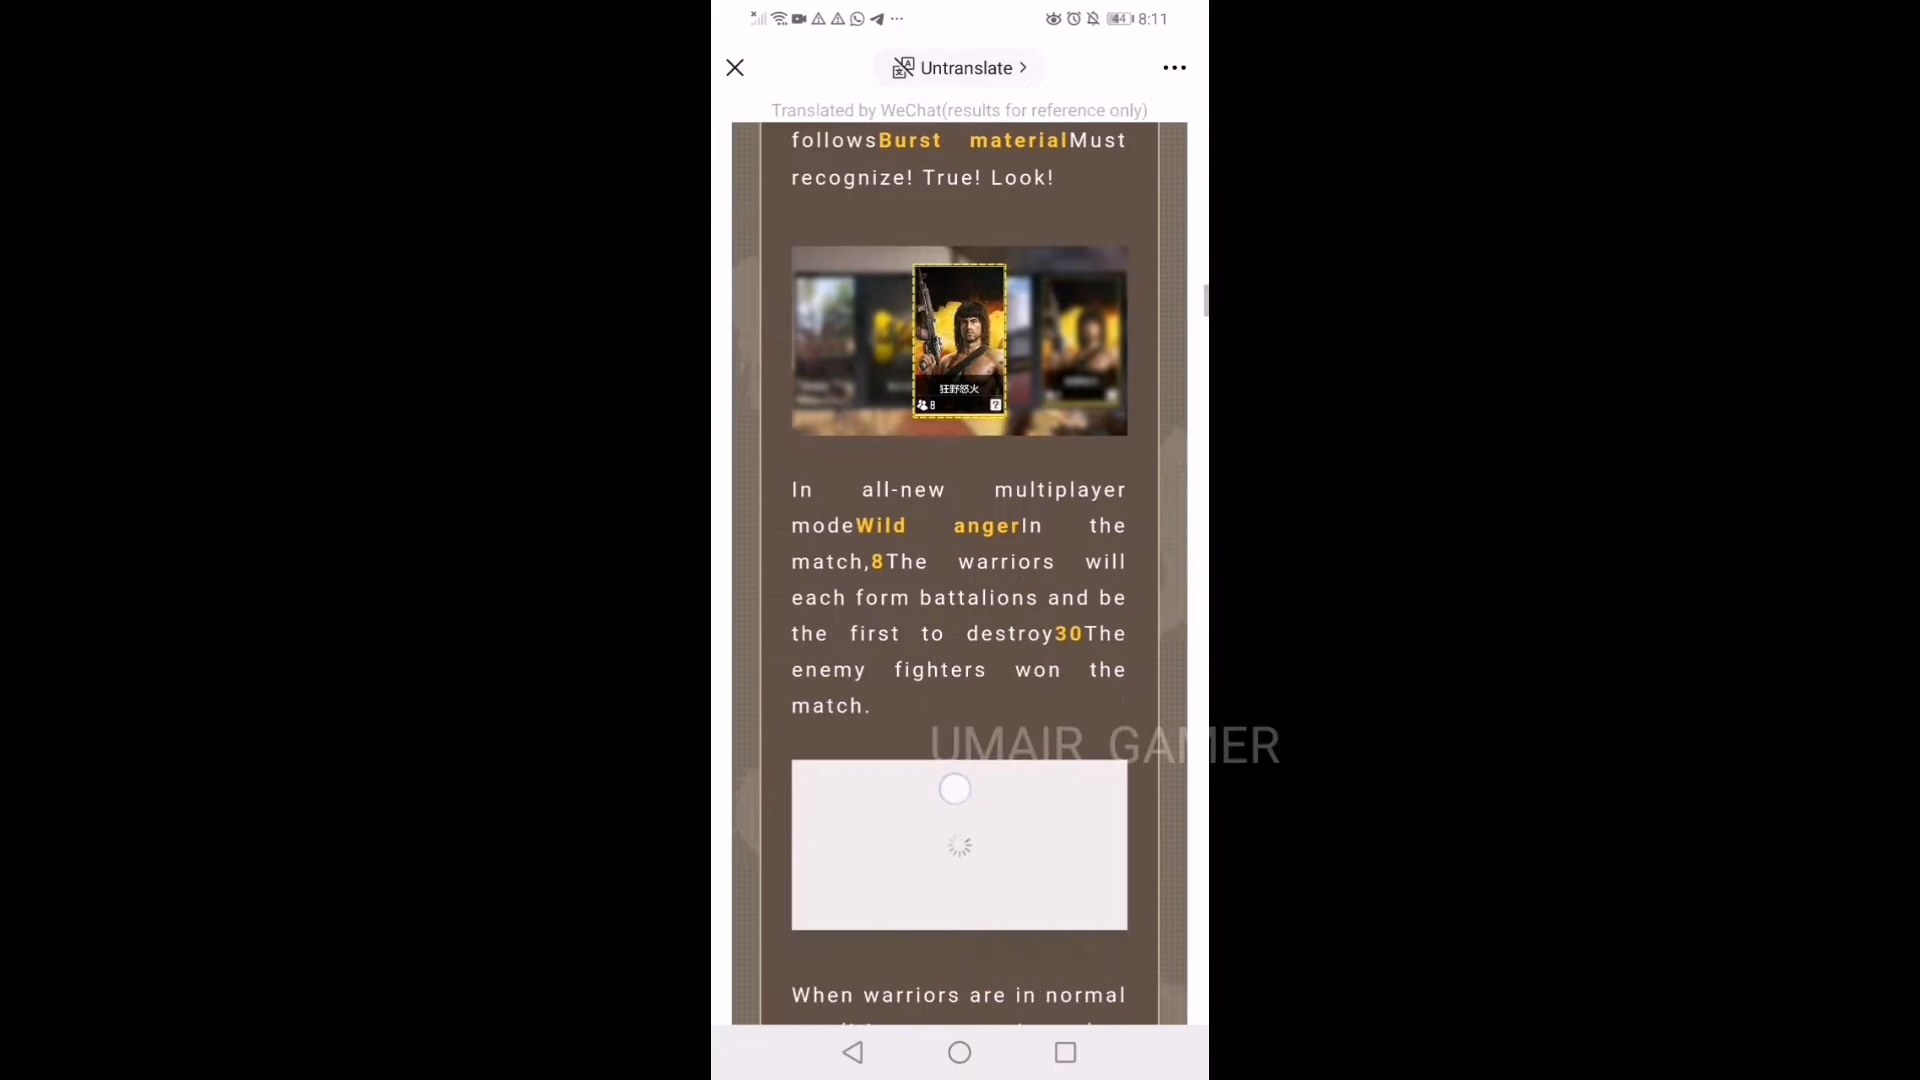 44 8:11
Untranslate >
Translated by WeChat(results for reference only)
followsBurst materialMust
recognize! True! Look!
狂野怒火
8 ?
In all-new multiplayer
modeWild angerIn the
match,8The warriors will
each form battalions and be
the first to destroy30The
enemy fighters won the
match.
UMAIR GAMER
When warriors are in normal